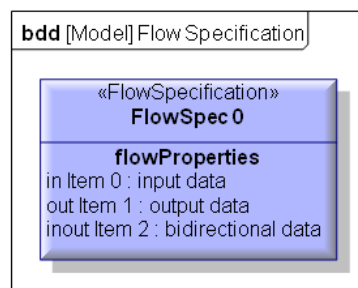 bdd [Model] Flow Specification
«FlowSpecification»
FlowSpec 0
flowProperties
in Item 0 : input data
out Item 1 : output data
inout Item 2 : bidirectional data